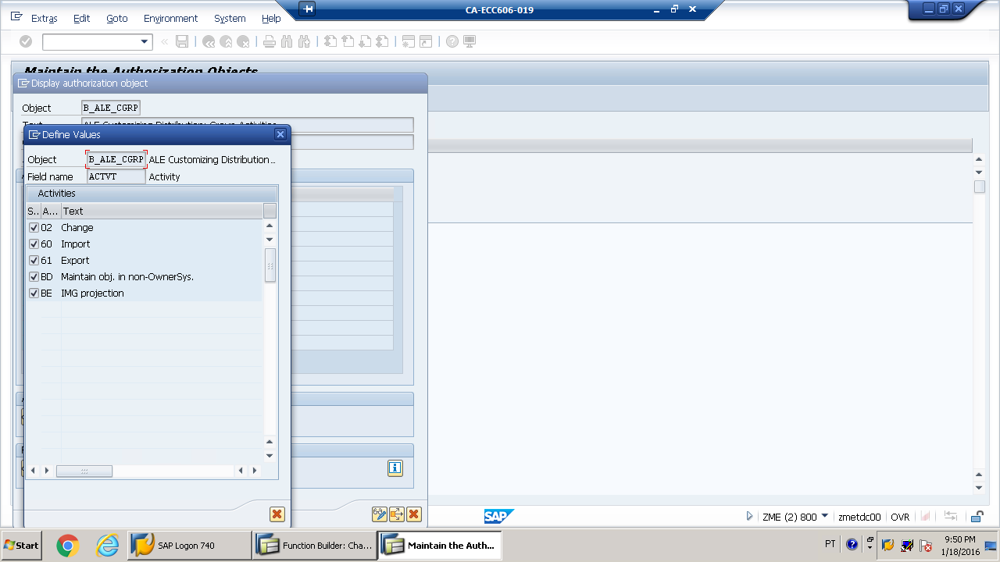 CA-ECC606-019
Extras Edit Goto Environment System Help
Maintain the Authorization Objects
Display authorization object
Object B_ALE_CGRP
Text ALE Customizing Distribution: Group Activities
Define Values
Object B_ALE_CGRP ALE Customizing Distribution...
Field name ACTVT Activity
Activities
S.. A... Text
02 Change
60 Import
61 Export
BD Maintain obj. in non-OwnerSys.
BE IMG projection
SAP ZME (2) 800 zmetdc00 OVR
Start SAP Logon 740 Function Builder: Cha... Maintain the Auth... PT 9:50 PM
1/18/2016